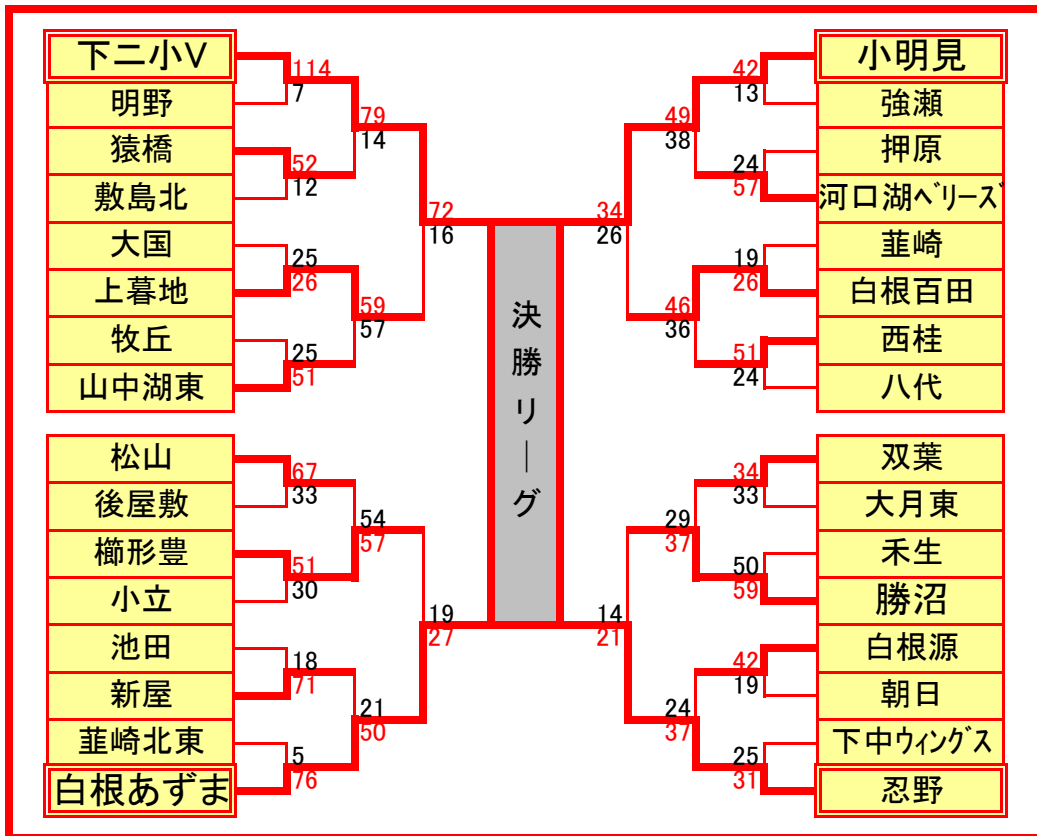 下二小V
114
7
明野
79
14
猿橋
52
12
敷島北
72
16
大国
25
26
上暮地
59
57
牧丘
25
51
山中湖東
松山
67
33
後屋敷
54
57
櫛形豊
51
30
小立
19
27
池田
18
71
新屋
21
50
韮崎北東
5
76
白根あずま
決勝リーグ
小明見
42
13
強瀬
49
38
押原
24
57
河口湖ベリーズ
34
26
韮崎
19
26
白根百田
46
36
西桂
51
24
八代
双葉
34
33
大月東
29
37
禾生
50
59
勝沼
14
21
白根源
42
19
朝日
24
37
下中ウィングス
25
31
忍野